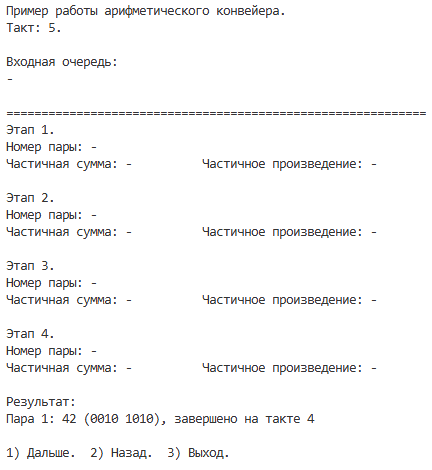 Пример работы арифметического конвейера.
Такт: 5.
Входная очередь:
-
============================================================
Этап 1.
Номер пары: -
Частичная сумма: -          Частичное произведение: -
Этап 2.
Номер пары: -
Частичная сумма: -          Частичное произведение: -
Этап 3.
Номер пары: -
Частичная сумма: -          Частичное произведение: -
Этап 4.
Номер пары: -
Частичная сумма: -          Частичное произведение: -
Результат:
Пара 1: 42 (0010 1010), завершено на такте 4
1) Дальше.  2) Назад.  3) Выход.